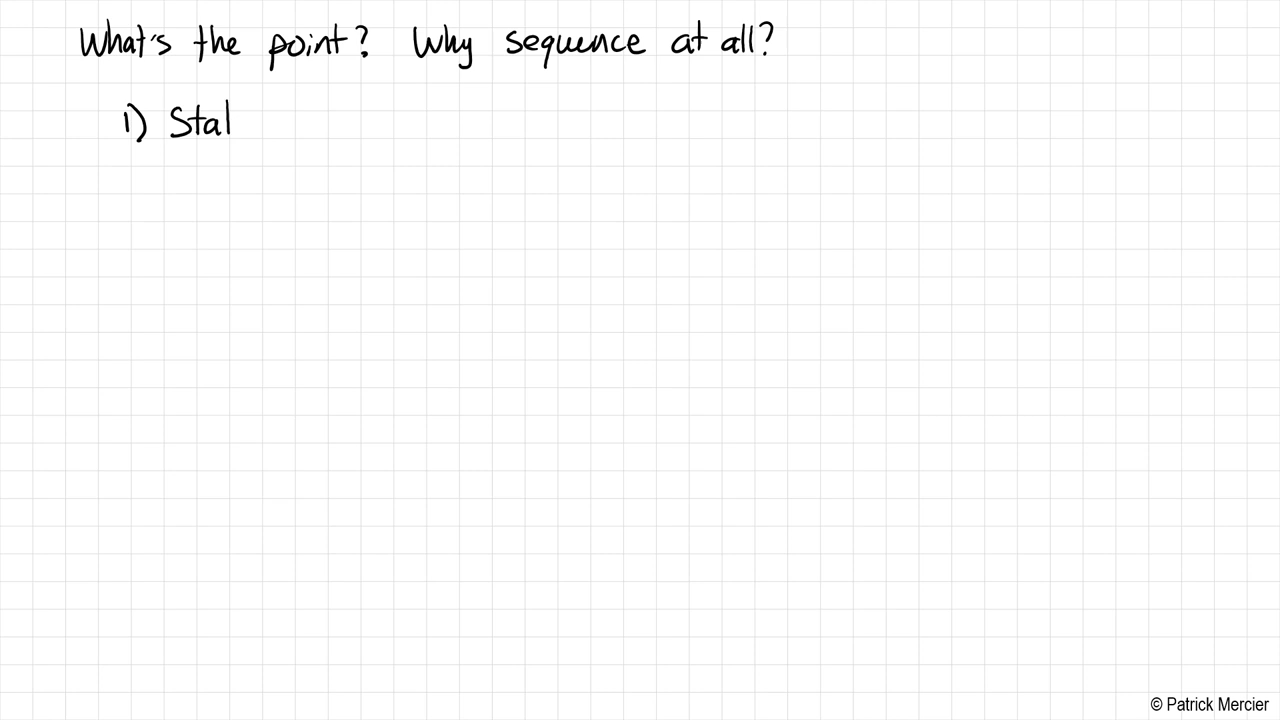 What's the point? Why sequence at all?
1) Stal
© Patrick Mercier